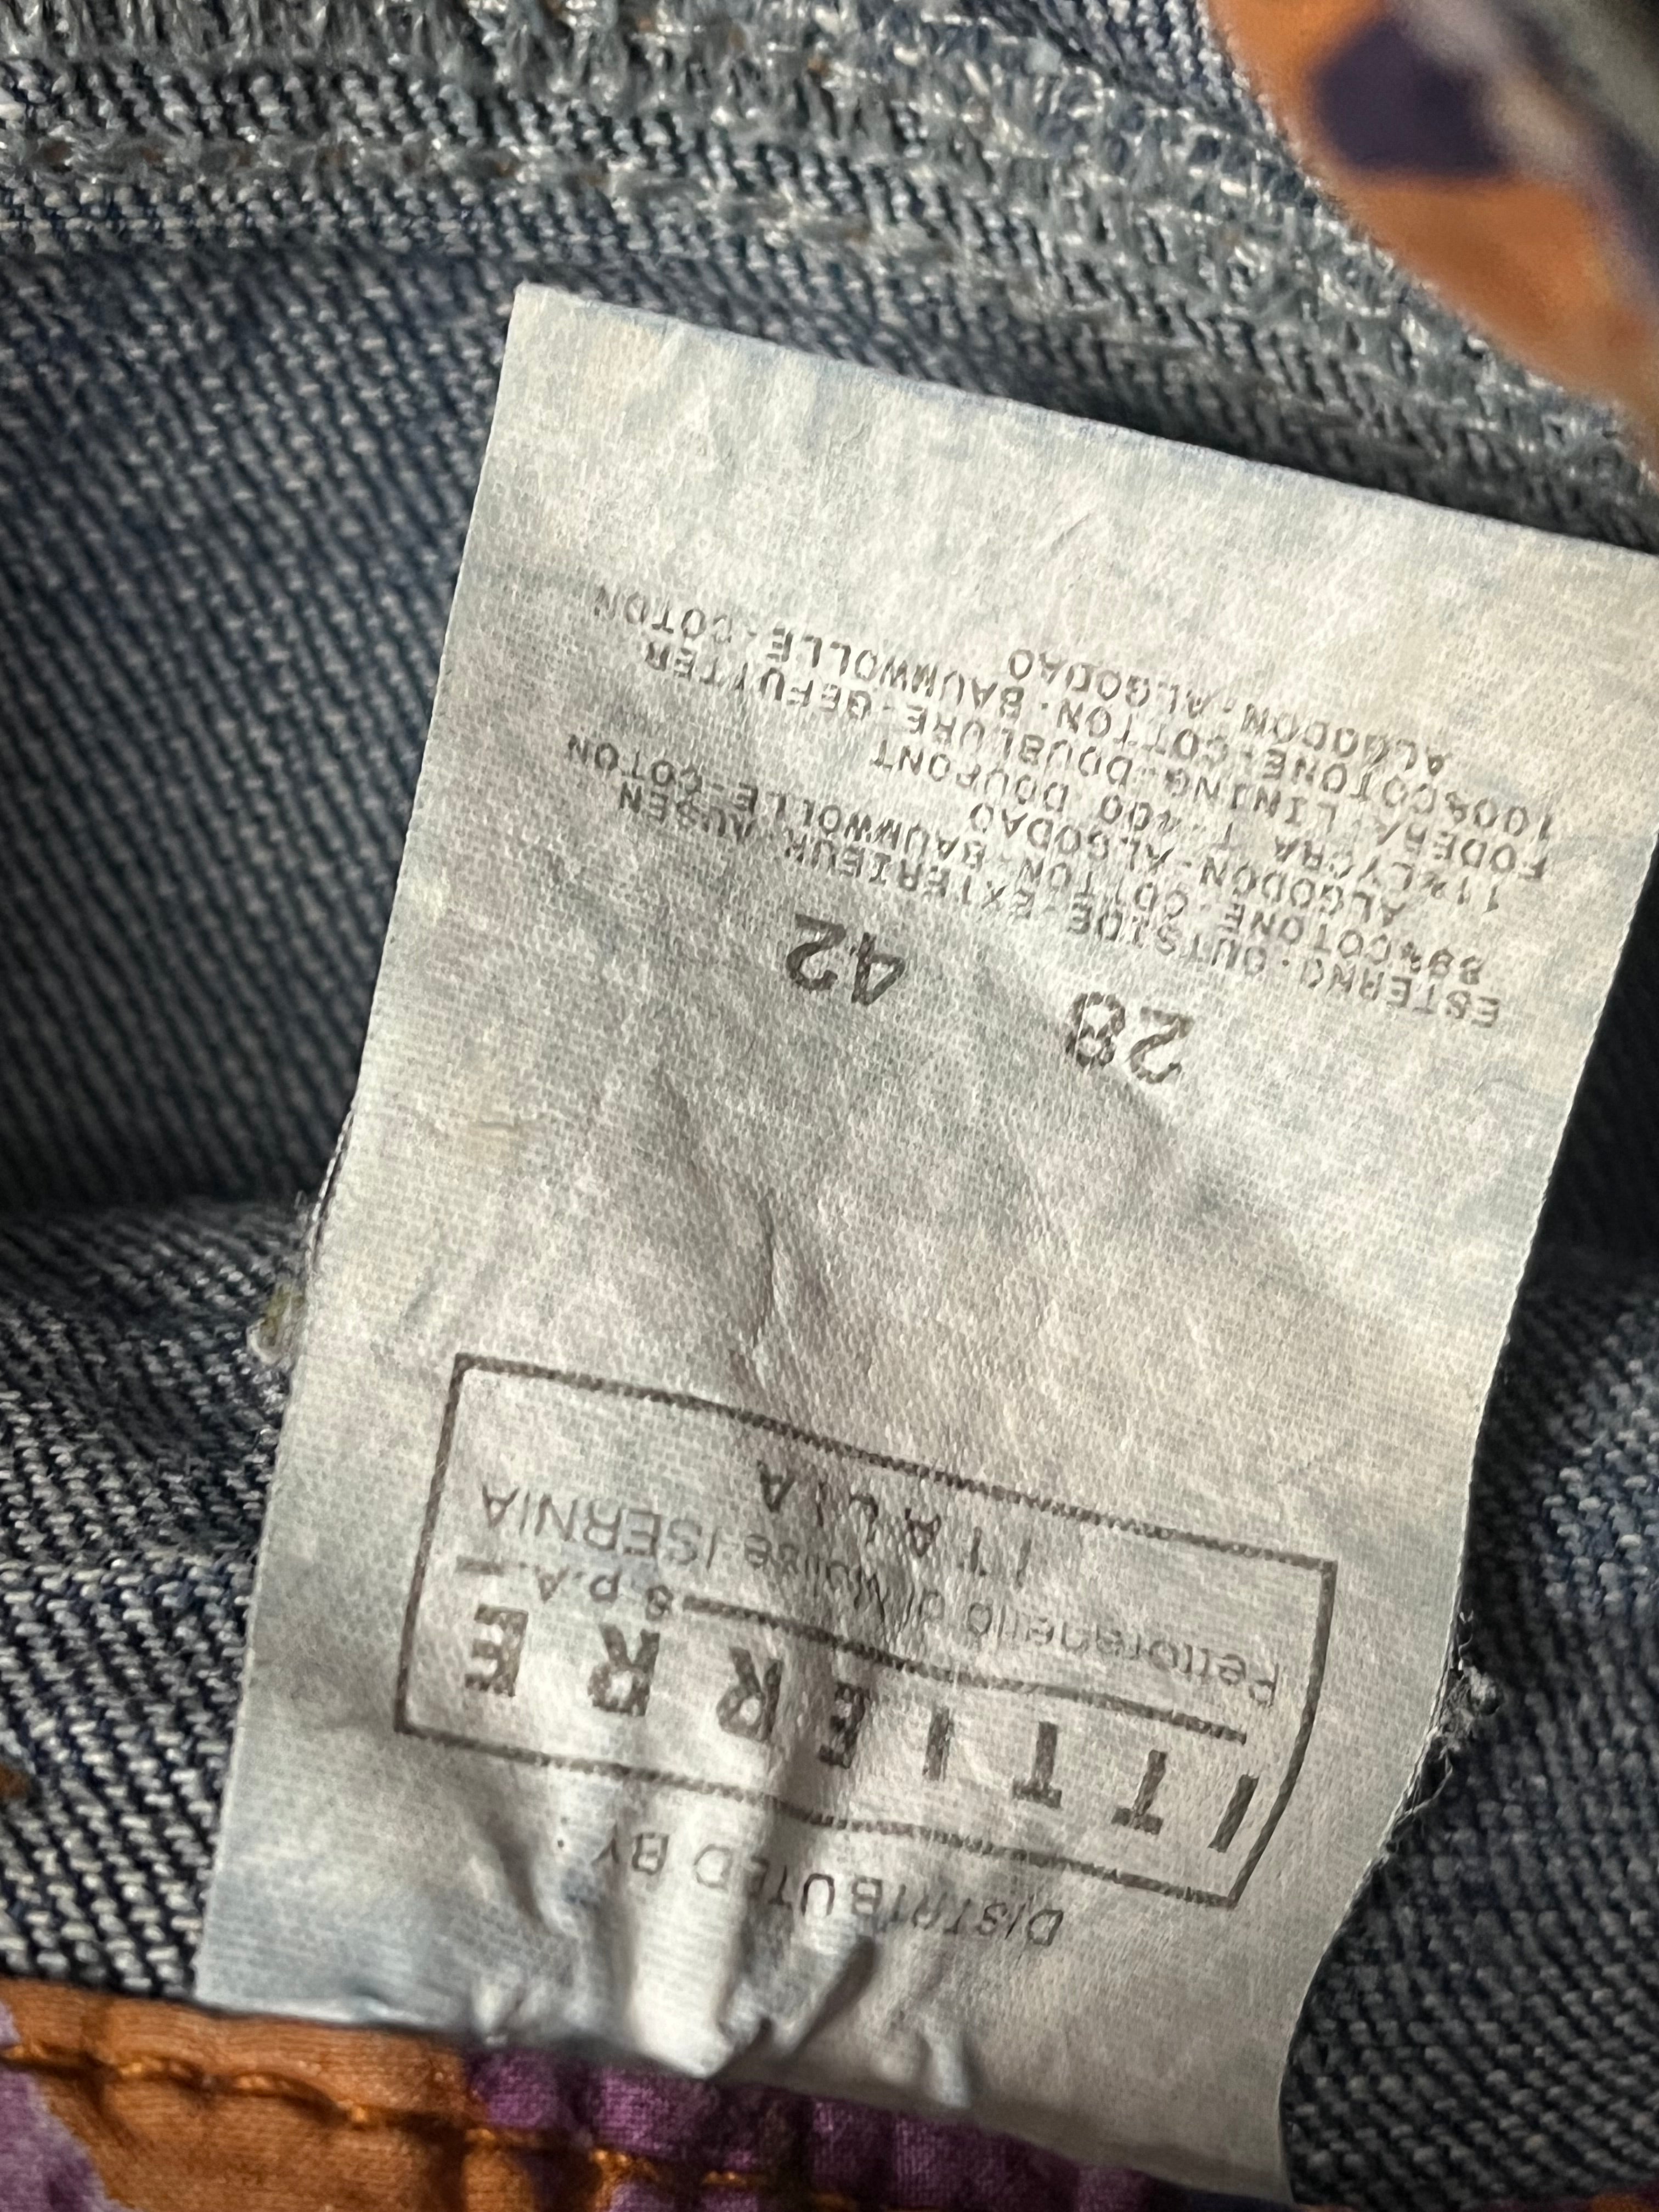 DISTRIBUTED BY :
ITTIERRE
S.p.A.
Pettoranello di Molise ISERNIA
ITALIA
28 42
ESTERNO-OUTSIDE-EXTERIEUR-AUSEN
89%COTONE-COTTON-BAUMWOLLE-COTON
ALGODON-ALGODAO
11%LYCRA T-400 DOUPONT
FODERA-LINING-DOUBLURE-GEFUTTER
100%COTONE-COTTON-BAUMWOLLE-COTON
ALGODON-ALGODAO